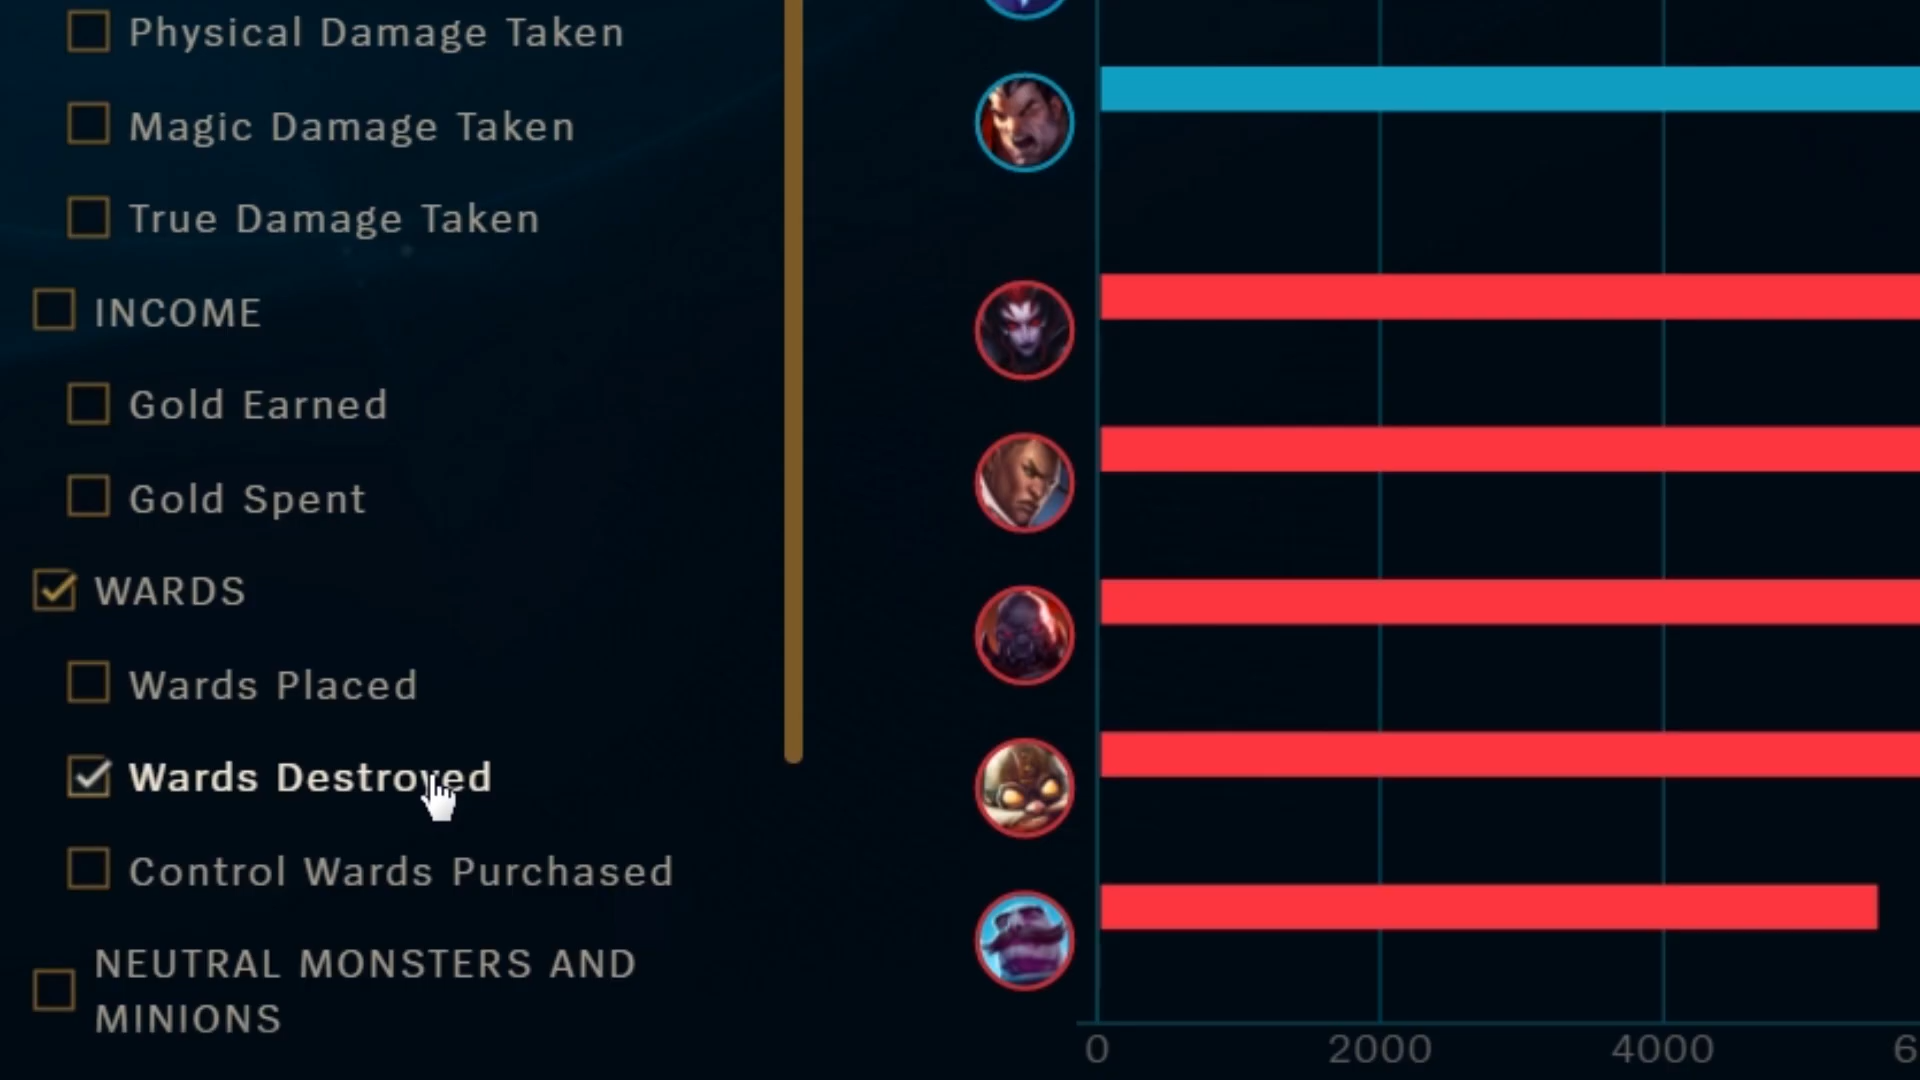 Physical Damage Taken
Magic Damage Taken
True Damage Taken
INCOME
Gold Earned
Gold Spent
WARDS
Wards Placed
Wards Destroyed
Control Wards Purchased
NEUTRAL MONSTERS AND
MINIONS
0 2000 4000 6